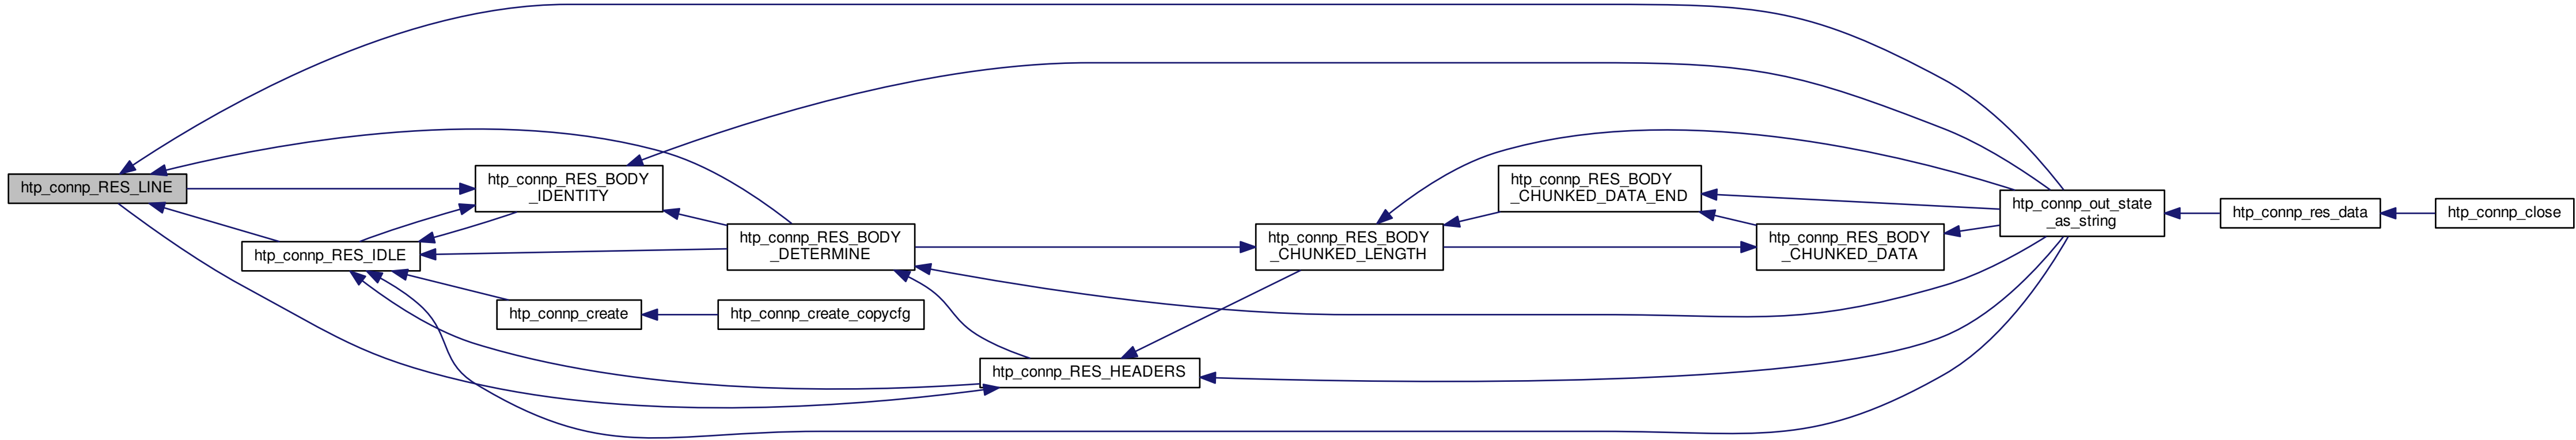 htp_connp_RES_LINE
htp_connp_RES_BODY
_IDENTITY
htp_connp_RES_IDLE
htp_connp_RES_BODY
_DETERMINE
htp_connp_create
htp_connp_create_copycfg
htp_connp_RES_HEADERS
htp_connp_RES_BODY
_CHUNKED_LENGTH
htp_connp_RES_BODY
_CHUNKED_DATA_END
htp_connp_RES_BODY
_CHUNKED_DATA
htp_connp_out_state
_as_string
htp_connp_res_data
htp_connp_close